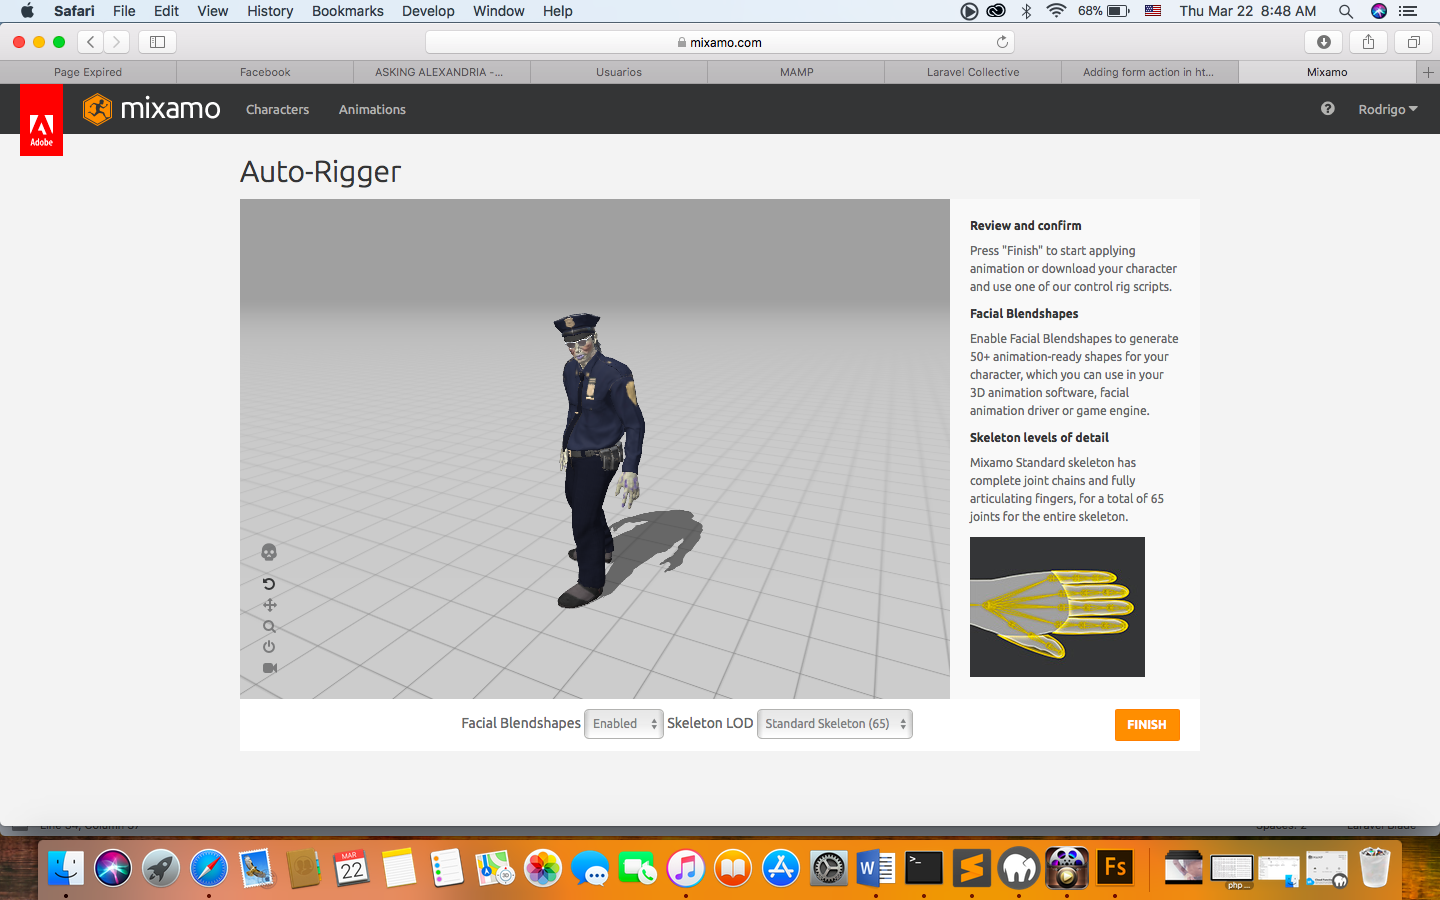 Safari File Edit View History Bookmarks Develop Window Help 68% Thu Mar 22 8:48 AM
mixamo.com
Page Expired Facebook ASKING ALEXANDRIA -... Usuarios MAMP Laravel Collective Adding form action in ht... Mixamo
Adobe mixamo Characters Animations ? Rodrigo
Auto-Rigger
Review and confirm
Press "Finish" to start applying
animation or download your character
and use one of our control rig scripts.
Facial Blendshapes
Enable Facial Blendshapes to generate
50+ animation-ready shapes for your
character, which you can use in your
3D animation software, facial
animation driver or game engine.
Skeleton levels of detail
Mixamo Standard skeleton has
complete joint chains and fully
articulating fingers, for a total of 65
joints for the entire skeleton.
Facial Blendshapes Enabled Skeleton LOD Standard Skeleton (65) FINISH
MAR
22
3D
W
>_
Fs
php ...